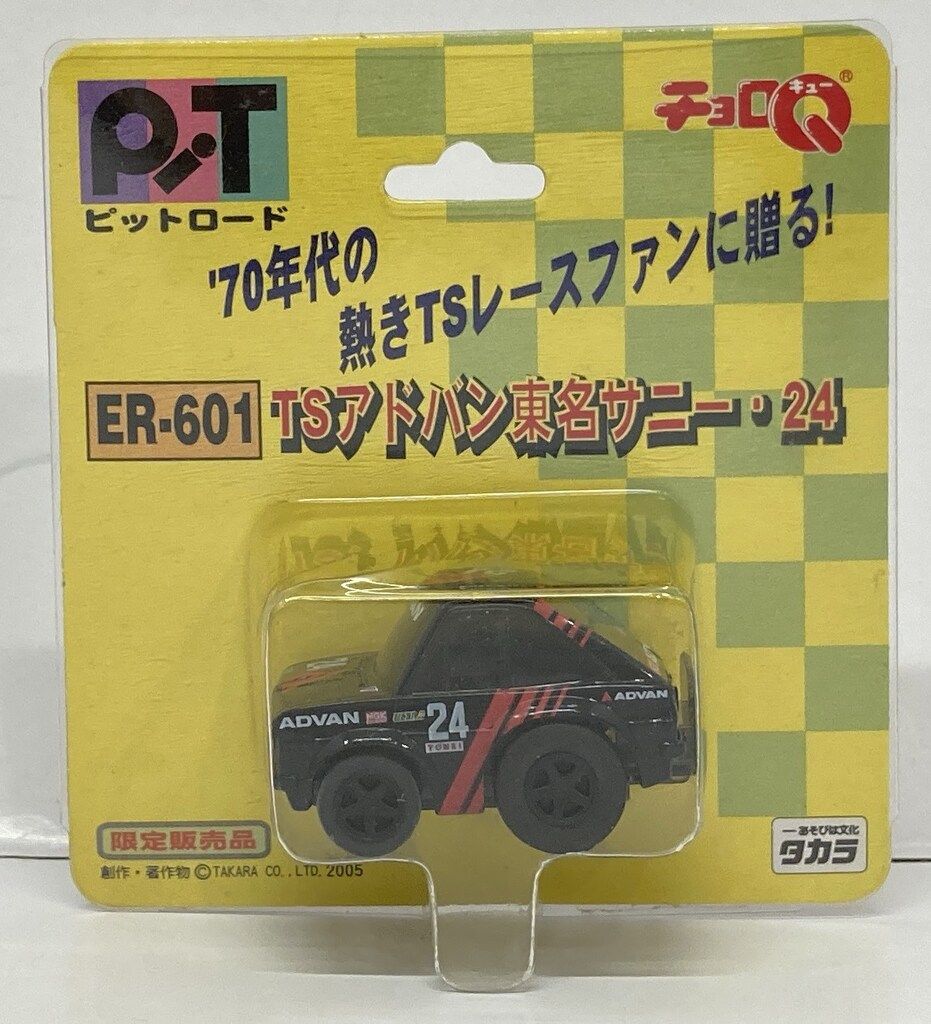 PiT
ピットロード
チョロQ
キュー
®
'70年代の
熱きTSレースファンに贈る!
ER-601
TSアドバン東名サニー・24
ADVAN
24
TOMEI
ADVAN
限定販売品
創作・著作物 ©TAKARA CO.,LTD. 2005
あそびは文化
タカラ